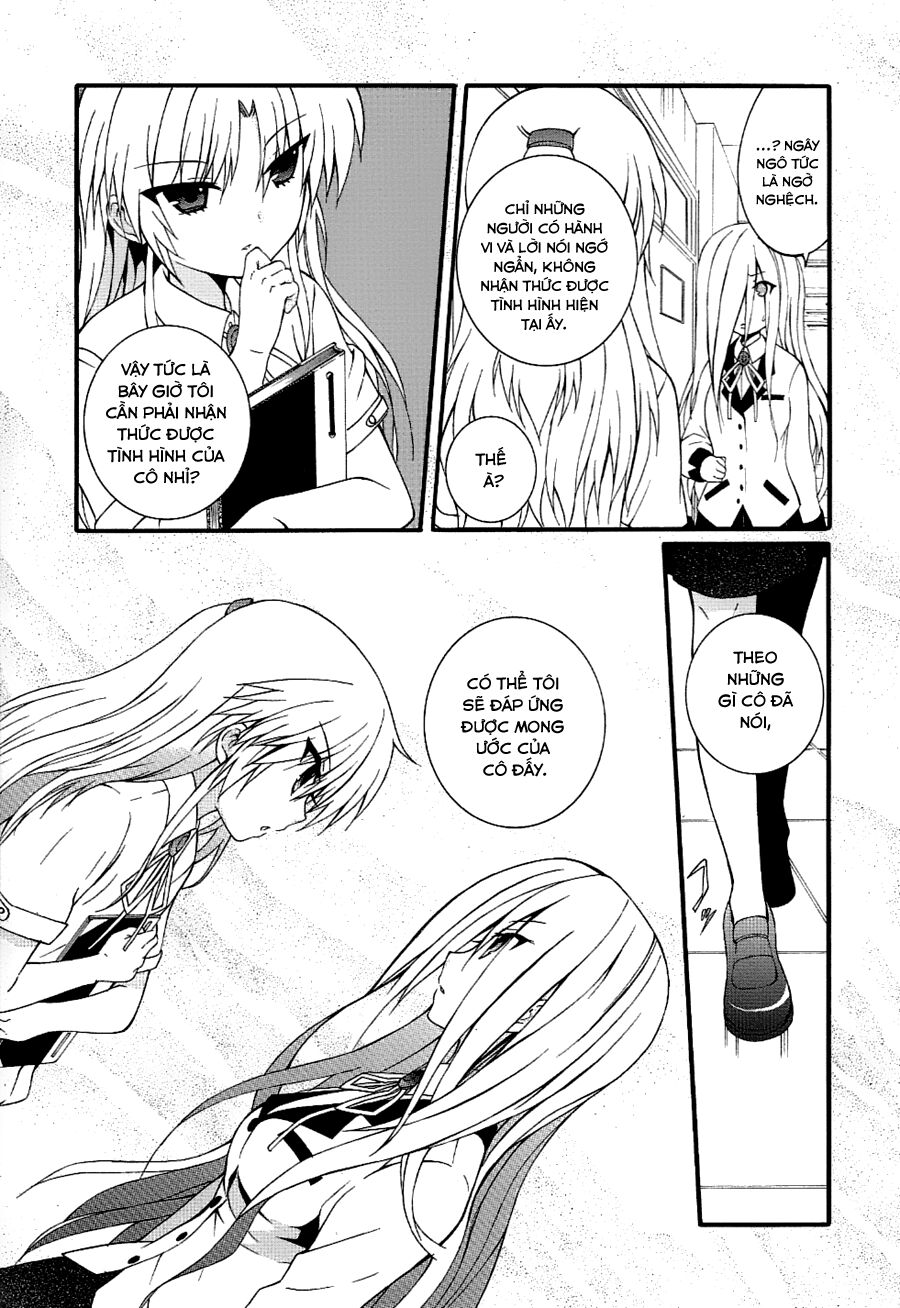 ...? NGÂY
NGÔ TỨC
LÀ NGỜ
NGHỆCH.
CHỈ NHỮNG
NGƯỜI CÓ HÀNH
VI VÀ LỜI NÓI NGỚ
NGẨN, KHÔNG
NHẬN THỨC ĐƯỢC
TÌNH HÌNH HIỆN
TẠI ẤY.
THẾ
À?
VẬY TỨC LÀ
BÂY GIỜ TÔI
CẦN PHẢI NHẬN
THỨC ĐƯỢC
TÌNH HÌNH CỦA
CÔ NHỈ?
THEO
NHỮNG
GÌ CÔ ĐÃ
NÓI,
CÓ THỂ TÔI
SẼ ĐÁP ỨNG
ĐƯỢC MONG
ƯỚC CỦA
CÔ ĐẤY.